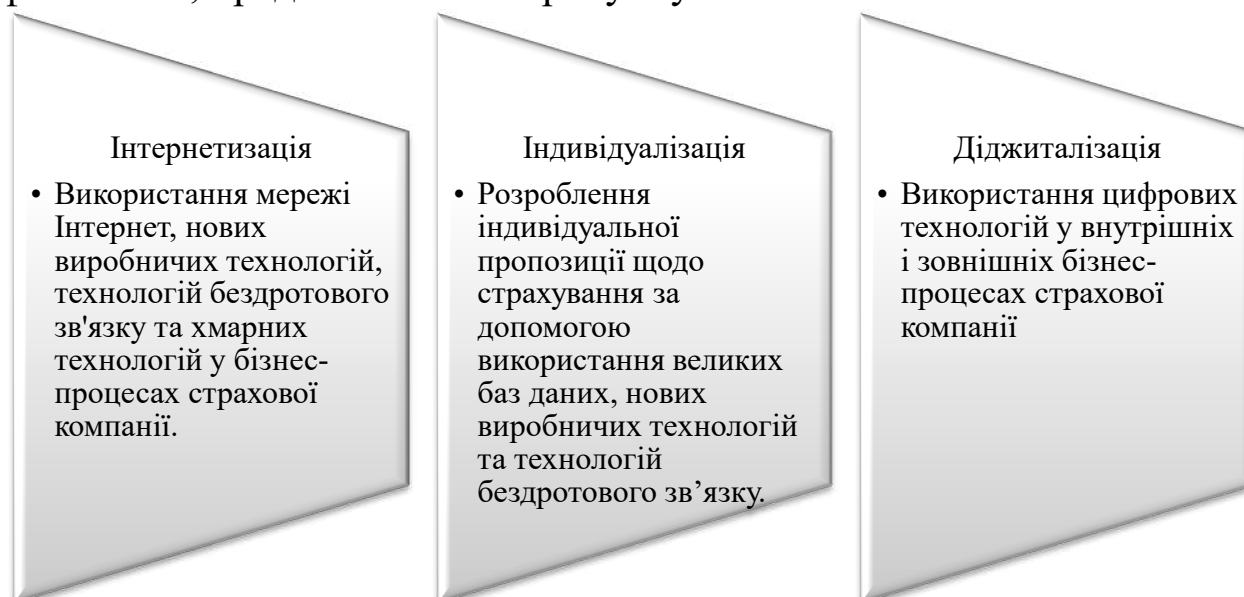 Інтернетизація
• Використання мережі
Інтернет, нових
виробничих технологій,
технологій бездротового
зв'язку та хмарних
технологій у бізнес-
процесах страхової
компанії.
Індивідуалізація
• Розроблення
індивідуальної
пропозиції щодо
страхування за
допомогою
використання великих
баз даних, нових
виробничих технологій
та технологій
бездротового зв’язку.
Діджиталізація
• Використання цифрових
технологій у внутрішніх
і зовнішніх бізнес-
процесах страхової
компанії